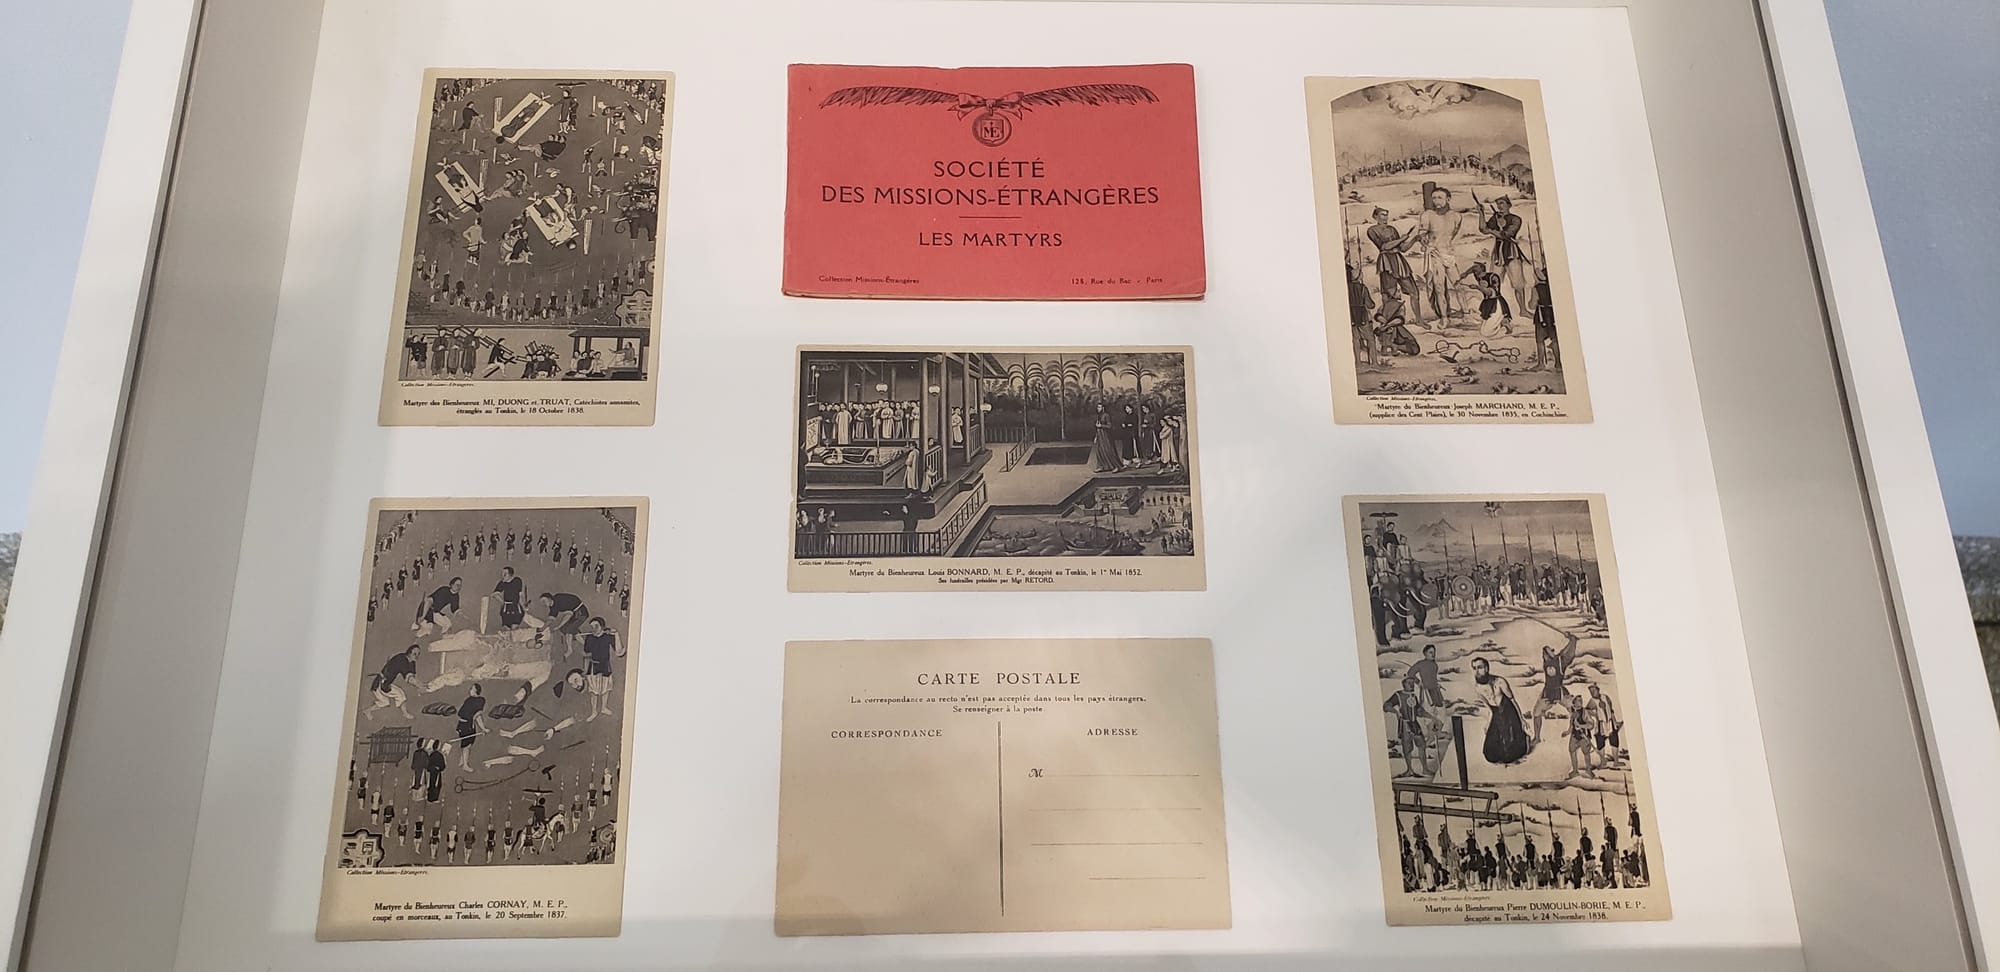 Collection Missions-Etrangères.
Martyre des Bienheureux MI, DUONG et TRUAT, Catéchistes annamites,
étranglés au Tonkin, le 18 Octobre 1838.
ME
SOCIÉTÉ
DES MISSIONS-ÉTRANGÈRES
LES MARTYRS
Collection Missions-Étrangères
128, Rue du Bac - Paris
Collection Missions-Etrangères.
Martyre du Bienheureux Joseph MARCHAND, M. E. P.,
(supplice des Cent Plaies), le 30 Novembre 1835, en Cochinchine.
Collection Missions-Etrangères.
Martyre du Bienheureux Louis BONNARD, M. E. P., décapité au Tonkin, le 1er Mai 1852.
Ses funérailles présidées par Mgr RETORD.
Collection Missions-Etrangères.
Martyre du Bienheureux Charles CORNAY, M. E. P.,
coupé en morceaux, au Tonkin, le 20 Septembre 1837.
CARTE POSTALE
La correspondance au recto n'est pas acceptée dans tous les pays étrangers.
Se renseigner à la poste
CORRESPONDANCE
ADRESSE
M
Collection Missions-Etrangères.
Martyre du Bienheureux Pierre DUMOULIN-BORIE, M. E. P.,
décapité au Tonkin, le 24 Novembre 1838.